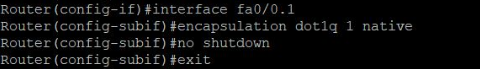 Router(config-if)#interface fa0/0.1
Router(config-subif)#encapsulation dot1q 1 native
Router(config-subif)#no shutdown
Router(config-subif)#exit